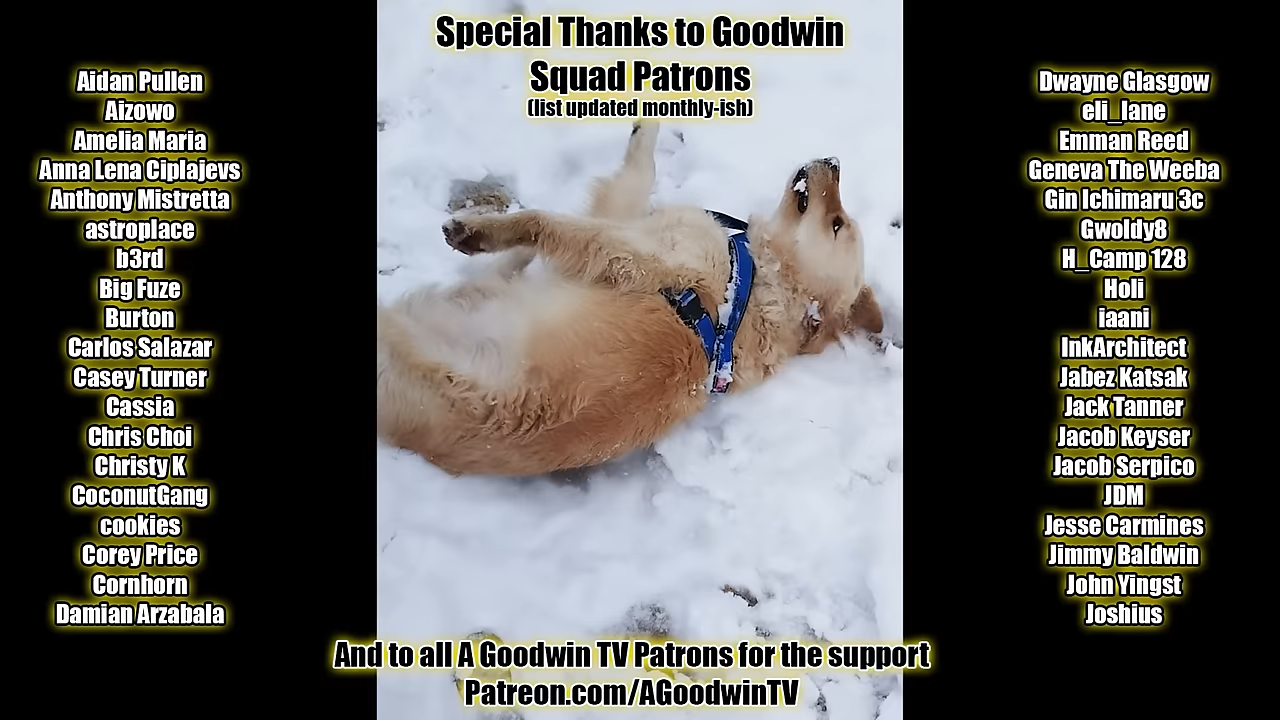 Special Thanks to Goodwin
Squad Patrons
(list updated monthly-ish)
Aidan Pullen
Aizowo
Amelia Maria
Anna Lena Ciplajevs
Anthony Mistretta
astroplace
b3rd
Big Fuze
Burton
Carlos Salazar
Casey Turner
Cassia
Chris Choi
Christy K
CoconutGang
cookies
Corey Price
Cornhorn
Damian Arzabala
Dwayne Glasgow
eli_lane
Emman Reed
Geneva The Weeba
Gin Ichimaru 3c
Gwoldy8
H_Camp 128
Holi
iaani
InkArchitect
Jabez Katsak
Jack Tanner
Jacob Keyser
Jacob Serpico
JDM
Jesse Carmines
Jimmy Baldwin
John Yingst
Joshius
And to all A Goodwin TV Patrons for the support
Patreon.com/AGoodwinTV